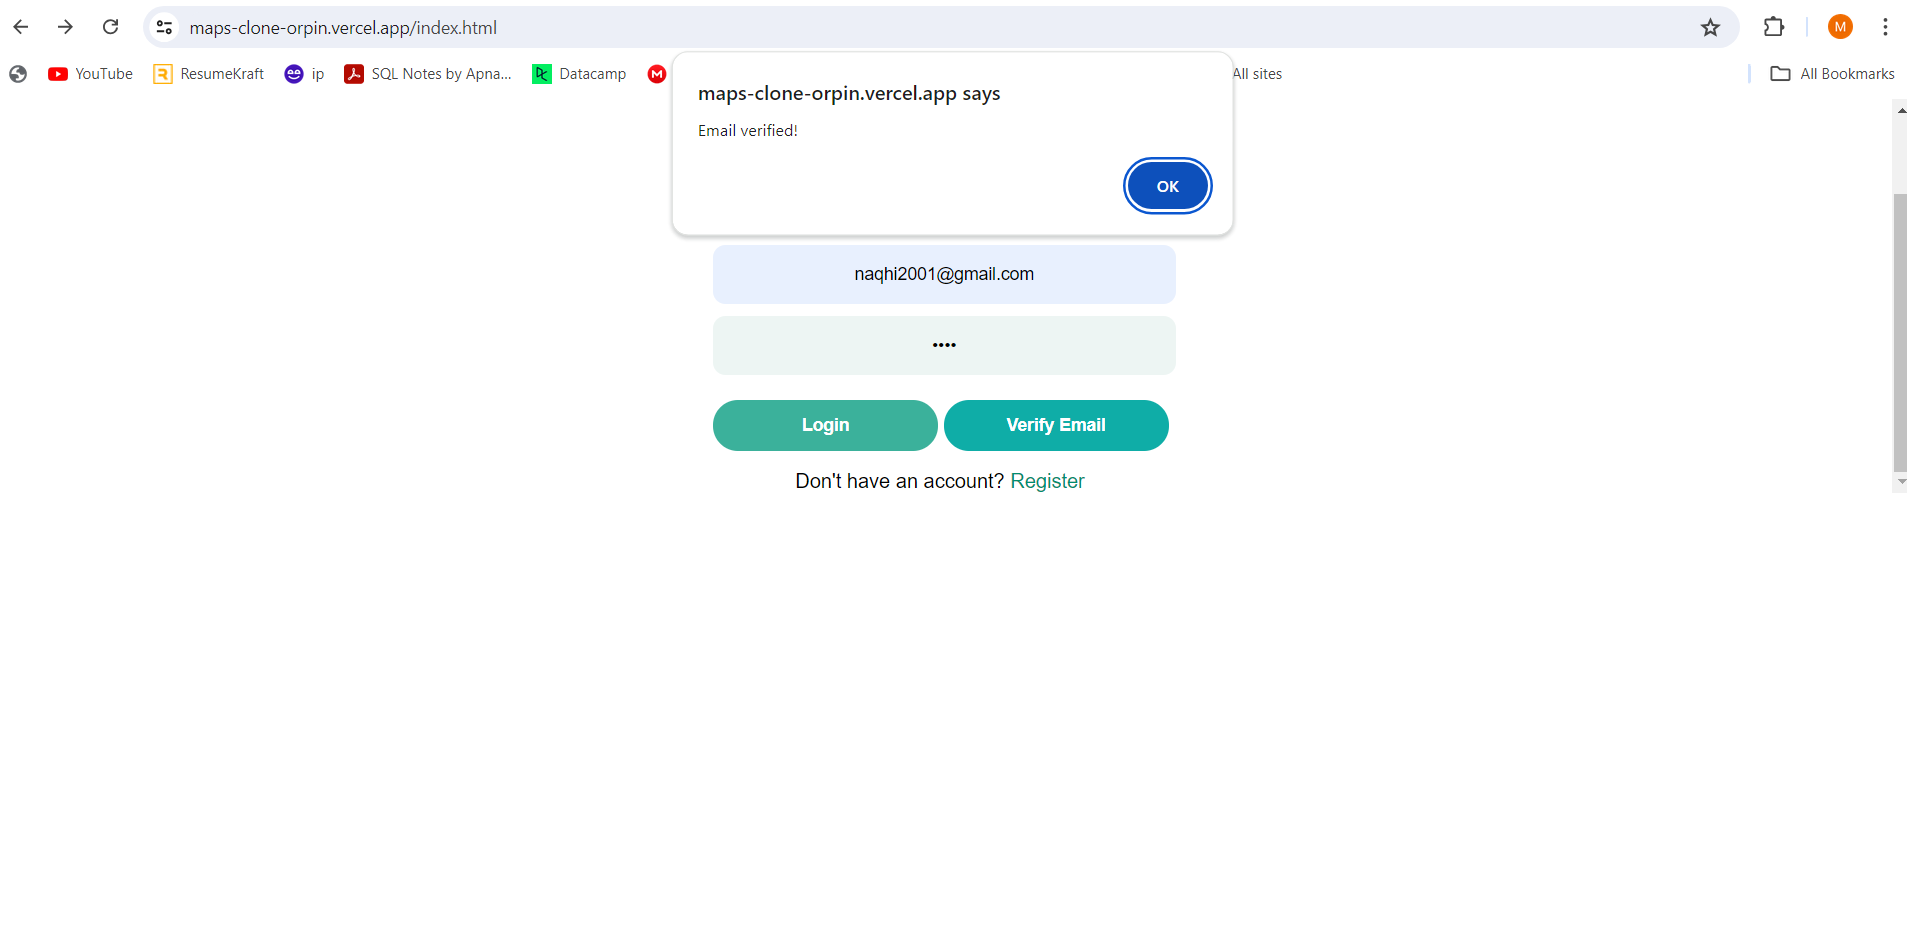 maps-clone-orpin.vercel.app/index.html
M
YouTube
ResumeKraft
ip
SQL Notes by Apna...
Datacamp
M
All sites
All Bookmarks
maps-clone-orpin.vercel.app says
Email verified!
OK
naqhi2001@gmail.com
••••
Login
Verify Email
Don't have an account? Register